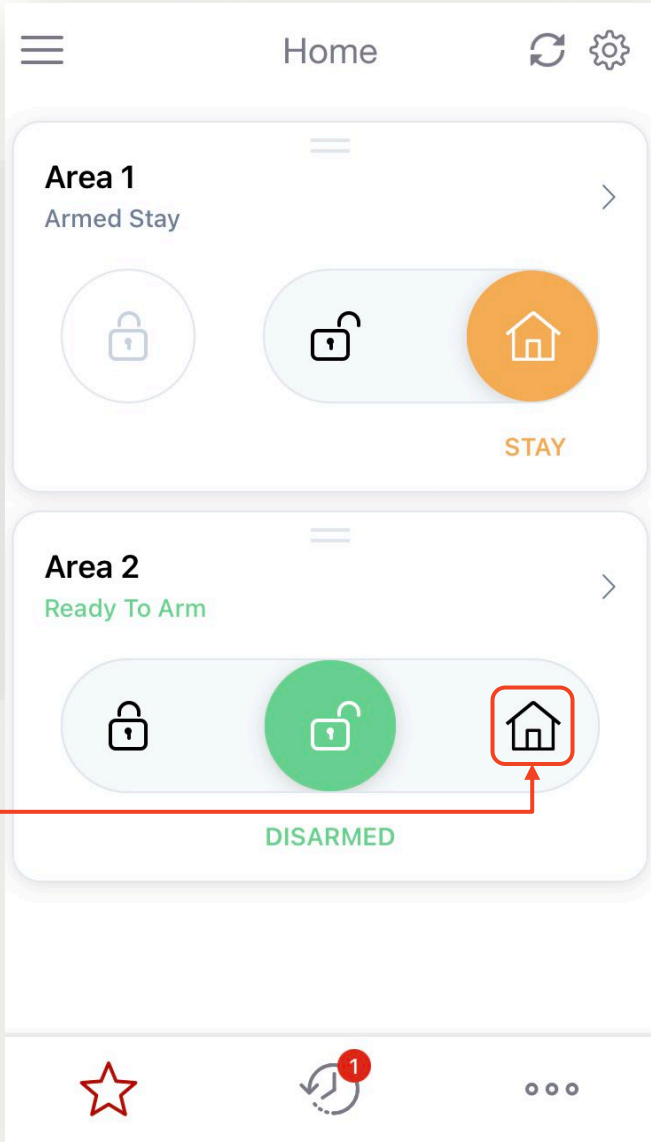 Home
Area 1
Armed Stay
STAY
Area 2
Ready To Arm
DISARMED
1